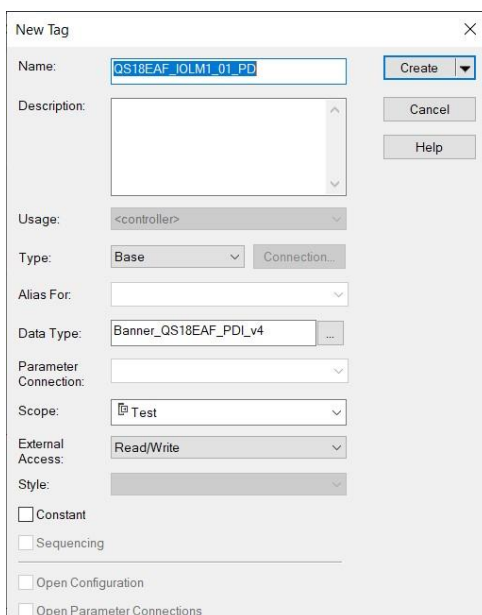 New Tag
Name: QS18EAF_IOLM1_01_PD Create
Description: Cancel
Help
Usage: <controller>
Type: Base Connection...
Alias For:
Data Type: Banner_QS18EAF_PDI_v4 ...
Parameter
Connection:
Scope: Test
External
Access: Read/Write
Style:
Constant
Sequencing
Open Configuration
Open Parameter Connections